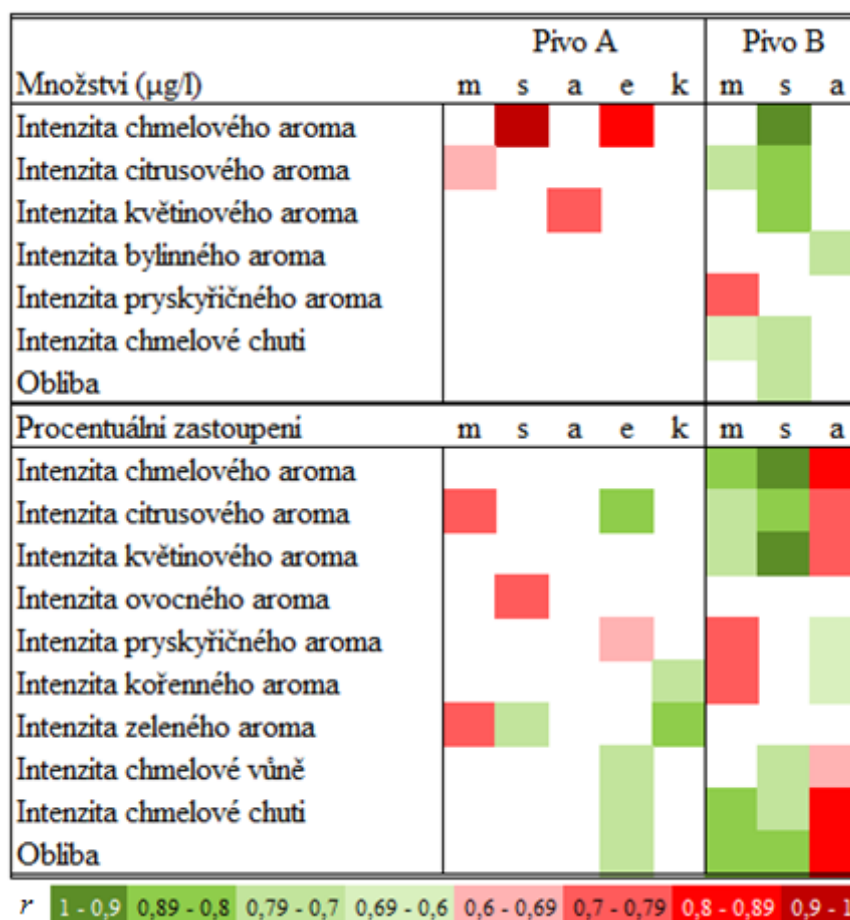 Pivo A Pivo B
Množství (µg/l) m s a e k m s a
Intenzita chmelového aroma
Intenzita citrusového aroma
Intenzita květinového aroma
Intenzita bylinného aroma
Intenzita pryskyřičného aroma
Intenzita chmelové chuti
Obliba
Procentuální zastoupení m s a e k m s a
Intenzita chmelového aroma
Intenzita citrusového aroma
Intenzita květinového aroma
Intenzita ovocného aroma
Intenzita pryskyřičného aroma
Intenzita kořenného aroma
Intenzita zeleného aroma
Intenzita chmelové vůně
Intenzita chmelové chuti
Obliba
r 1 - 0,9 0,89 - 0,8 0,79 - 0,7 0,69 - 0,6 0,6 - 0,69 0,7 - 0,79 0,8 - 0,89 0,9 - 1